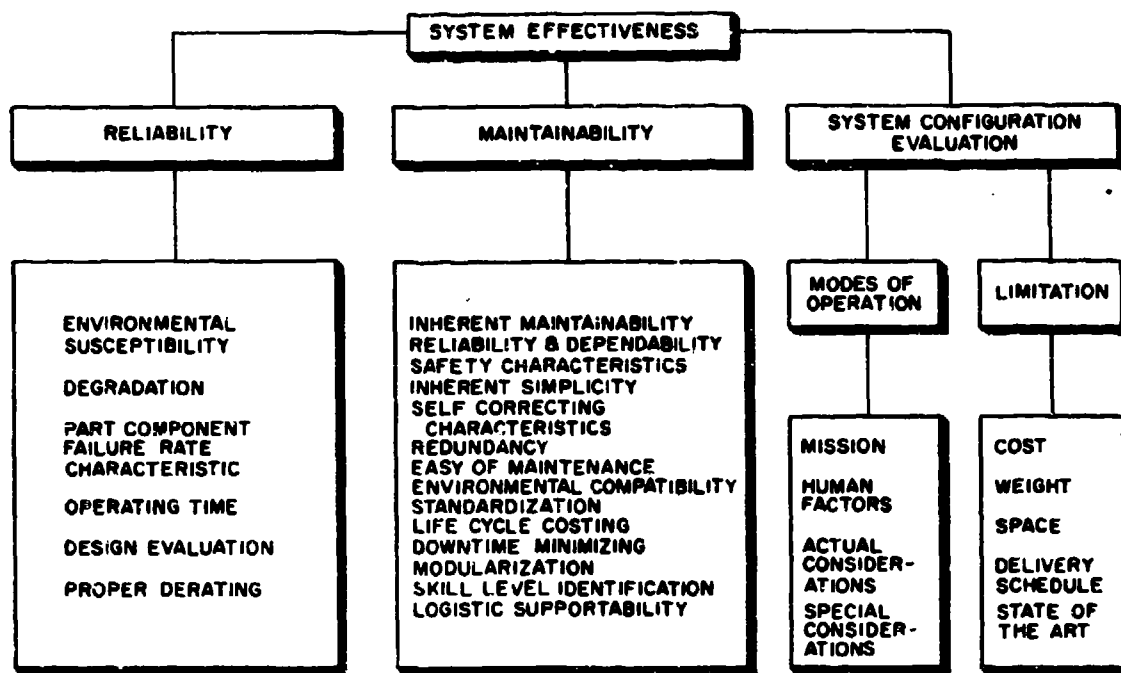 SYSTEM EFFECTIVENESS
RELIABILITY
MAINTAINABILITY
SYSTEM CONFIGURATION
EVALUATION
ENVIRONMENTAL
SUSCEPTIBILITY
DEGRADATION
PART COMPONENT
FAILURE RATE
CHARACTERISTIC
OPERATING TIME
DESIGN EVALUATION
PROPER DERATING
INHERENT MAINTAINABILITY
RELIABILITY & DEPENDABILITY
SAFETY CHARACTERISTICS
INHERENT SIMPLICITY
SELF CORRECTING
CHARACTERISTICS
REDUNDANCY
EASY OF MAINTENANCE
ENVIRONMENTAL COMPATIBILITY
STANDARDIZATION
LIFE CYCLE COSTING
DOWNTIME MINIMIZING
MODULARIZATION
SKILL LEVEL IDENTIFICATION
LOGISTIC SUPPORTABILITY
MODES OF
OPERATION
MISSION
HUMAN
FACTORS
ACTUAL
CONSIDER-
ATIONS
SPECIAL
CONSIDER-
ATIONS
LIMITATION
COST
WEIGHT
SPACE
DELIVERY
SCHEDULE
STATE OF
THE ART